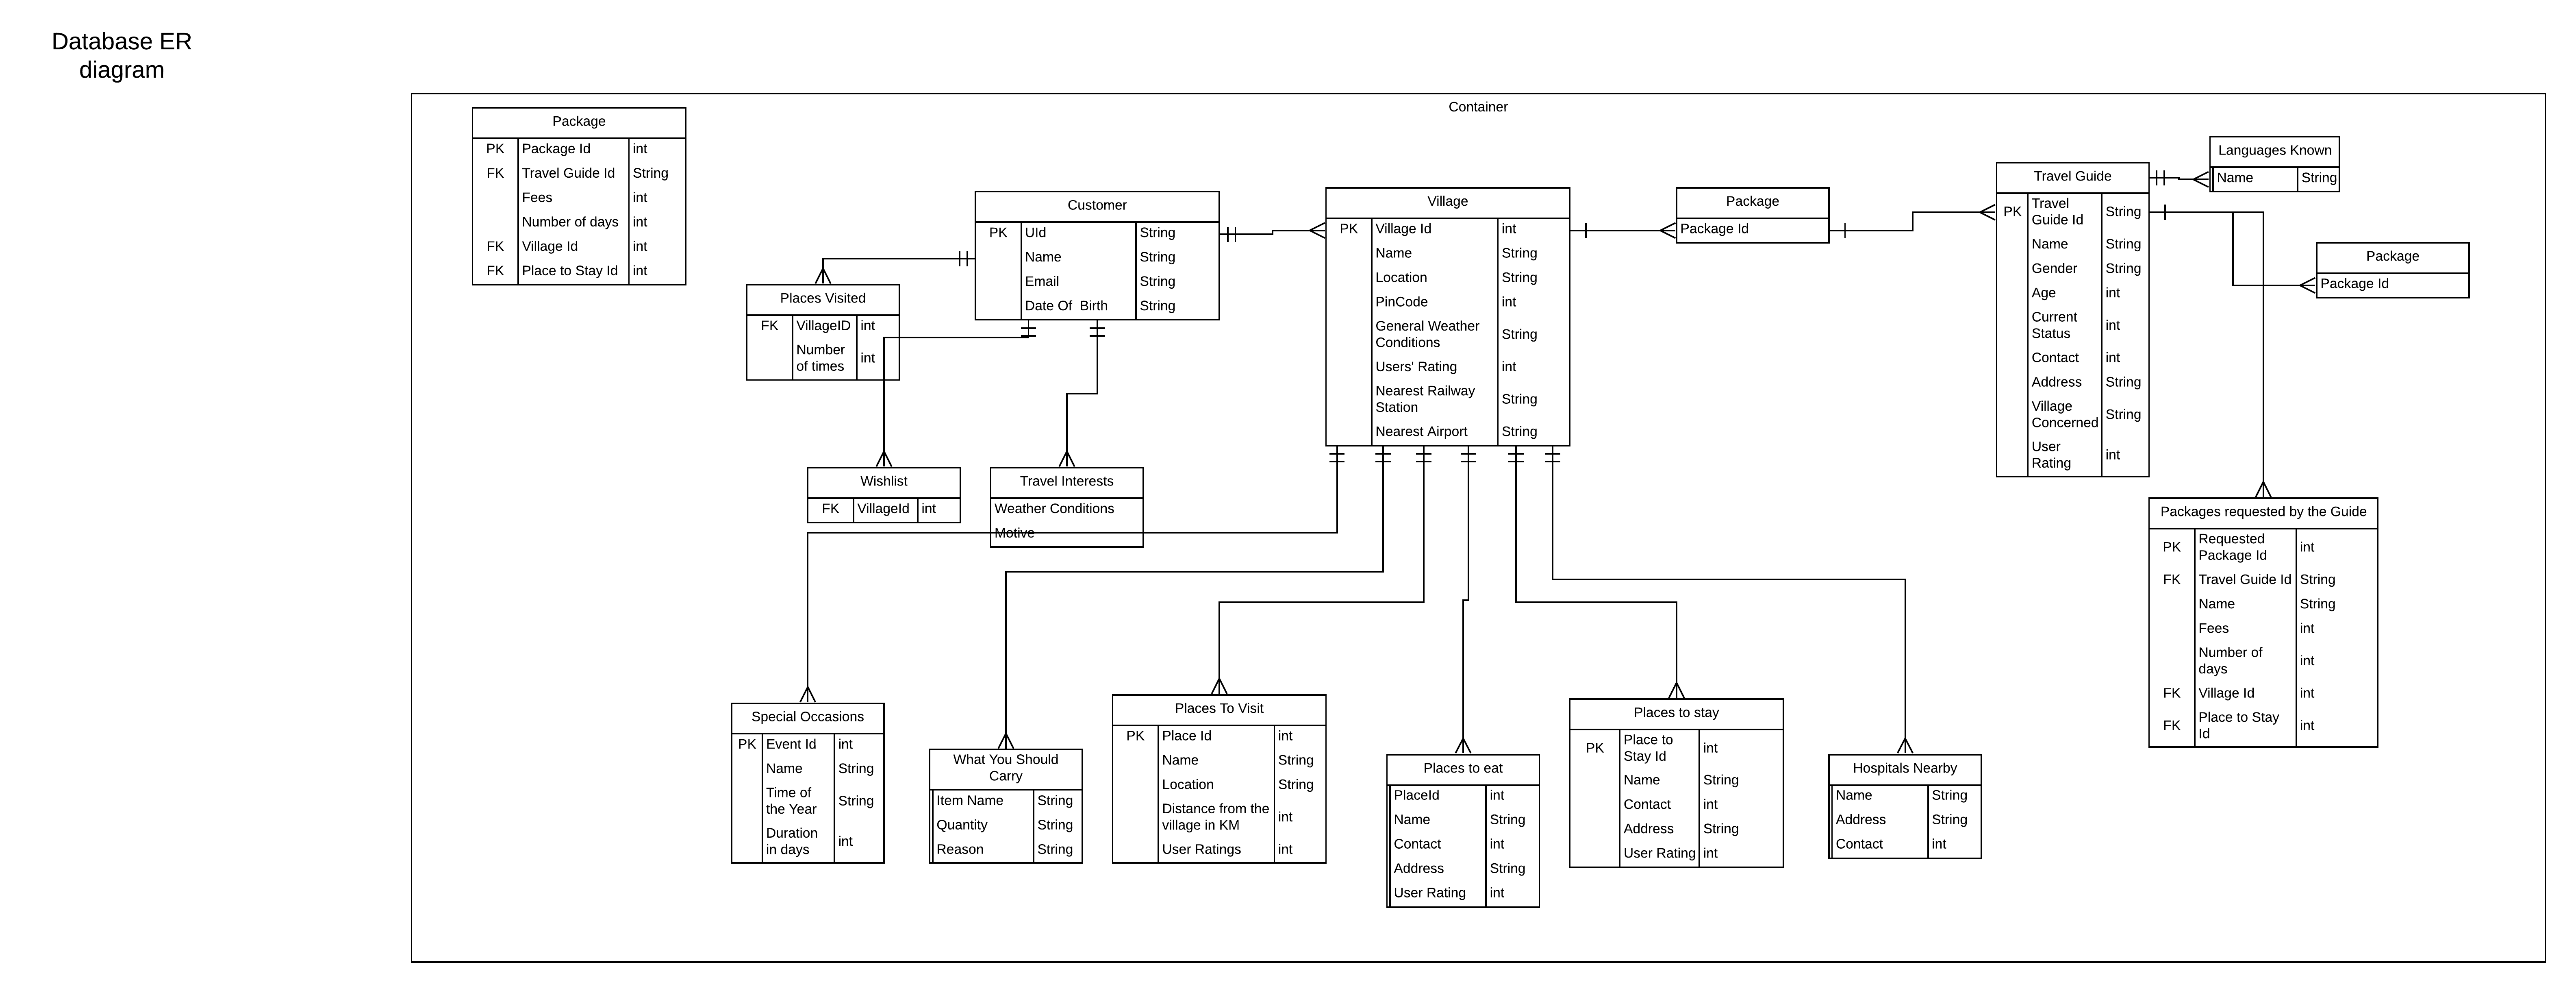 Database ER
diagram
Container
Package
PK Package Id int
FK Travel Guide Id String
Fees int
Number of days int
FK Village Id int
FK Place to Stay Id int
Customer
PK UId String
Name String
Email String
Date Of Birth String
Places Visited
FK VillageID int
Number
of times int
Wishlist
FK VillageId int
Travel Interests
Weather Conditions
Motive
Village
PK Village Id int
Name String
Location String
PinCode int
General Weather
Conditions String
Users' Rating int
Nearest Railway
Station String
Nearest Airport String
Package
Package Id
Travel Guide
PK Travel
Guide Id String
Name String
Gender String
Age int
Current
Status int
Contact int
Address String
Village
Concerned String
User
Rating int
Languages Known
Name String
Package
Package Id
Packages requested by the Guide
PK Requested
Package Id int
FK Travel Guide Id String
Name String
Fees int
Number of
days int
FK Village Id int
FK Place to Stay
Id int
Special Occasions
PK Event Id int
Name String
Time of
the Year String
Duration
in days int
What You Should
Carry
Item Name String
Quantity String
Reason String
Places To Visit
PK Place Id int
Name String
Location String
Distance from the
village in KM int
User Ratings int
Places to eat
PlaceId int
Name String
Contact int
Address String
User Rating int
Places to stay
PK Place to
Stay Id int
Name String
Contact int
Address String
User Rating int
Hospitals Nearby
Name String
Address String
Contact int